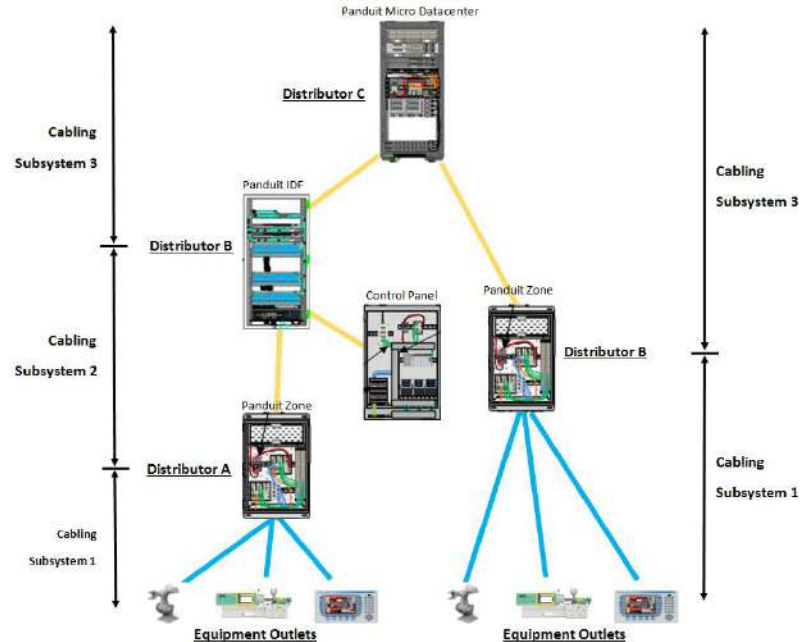 Panduit Micro Datacenter
Distributor C
Cabling
Subsystem 3
Cabling
Subsystem 3
Panduit IDF
Distributor B
Control Panel
Panduit Zone
Distributor B
Cabling
Subsystem 2
Panduit Zone
Distributor A
Cabling
Subsystem 1
Cabling
Subsystem 1
Equipment Outlets
Equipment Outlets